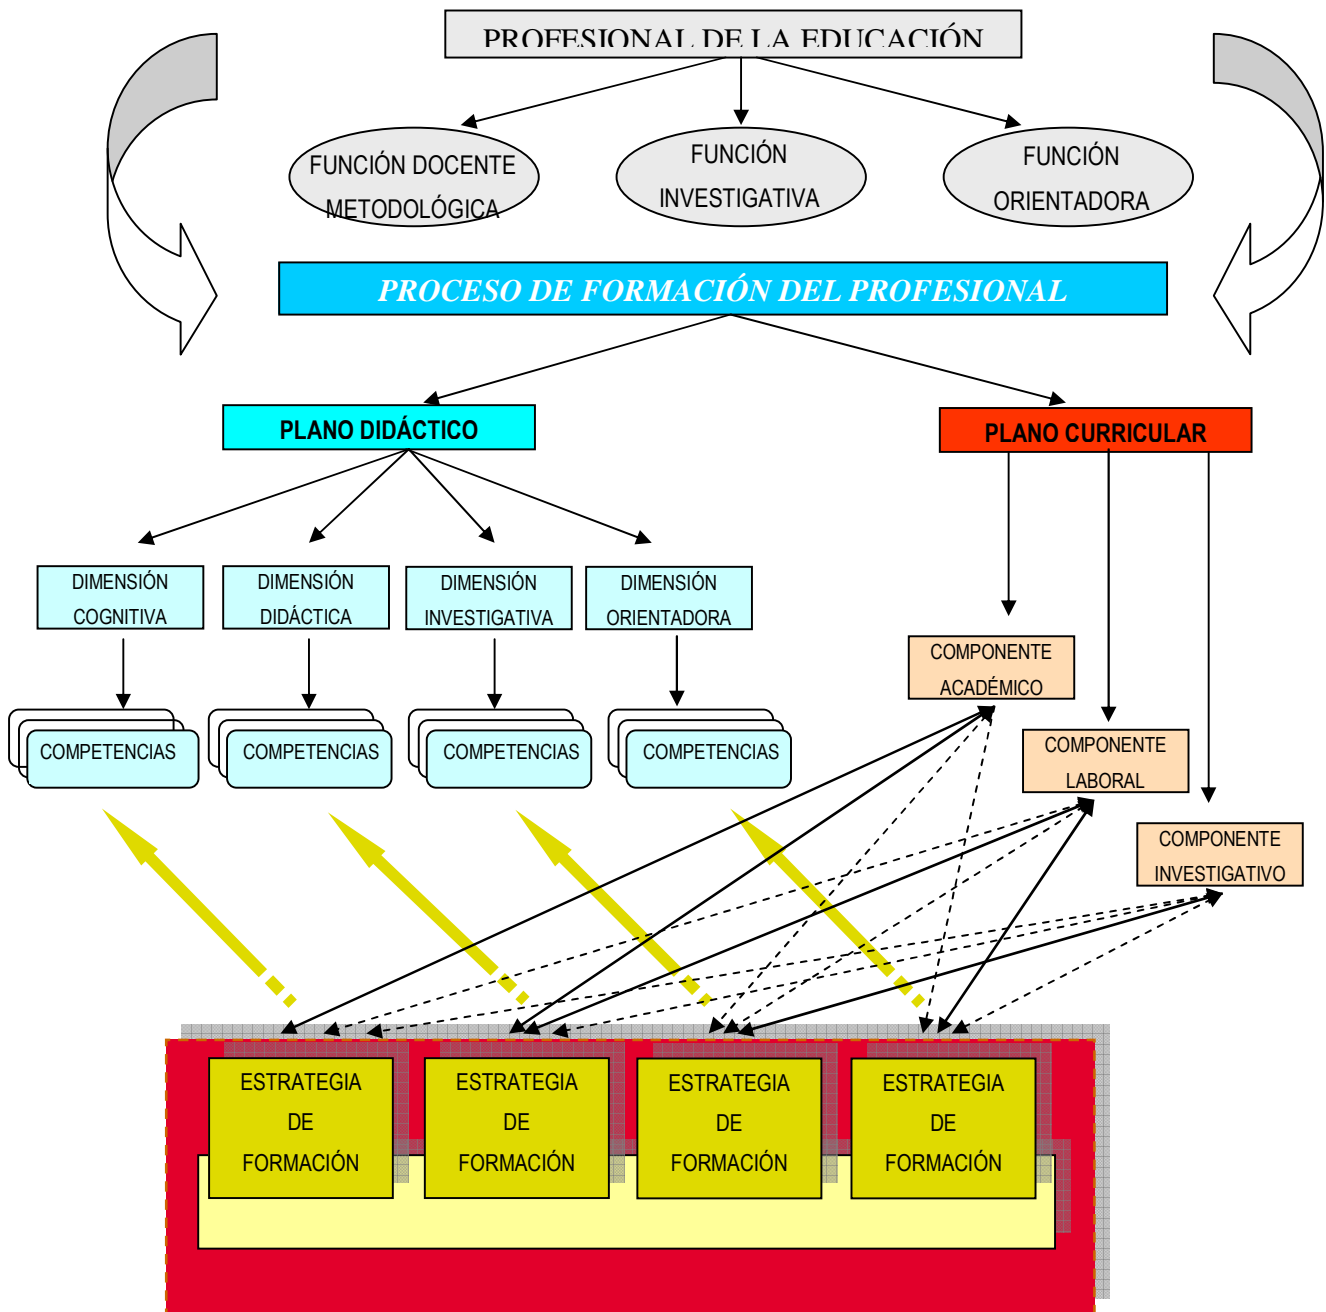 PROFESIONAL DE LA EDUCACIÓN
FUNCIÓN DOCENTE
METODOLÓGICA
FUNCIÓN
INVESTIGATIVA
FUNCIÓN
ORIENTADORA
PROCESO DE FORMACIÓN DEL PROFESIONAL
PLANO DIDÁCTICO
PLANO CURRICULAR
DIMENSIÓN
COGNITIVA
DIMENSIÓN
DIDÁCTICA
DIMENSIÓN
INVESTIGATIVA
DIMENSIÓN
ORIENTADORA
COMPONENTE
ACADÉMICO
COMPONENTE
LABORAL
COMPONENTE
INVESTIGATIVO
COMPETENCIAS
COMPETENCIAS
COMPETENCIAS
COMPETENCIAS
ESTRATEGIA
DE
FORMACIÓN
ESTRATEGIA
DE
FORMACIÓN
ESTRATEGIA
DE
FORMACIÓN
ESTRATEGIA
DE
FORMACIÓN